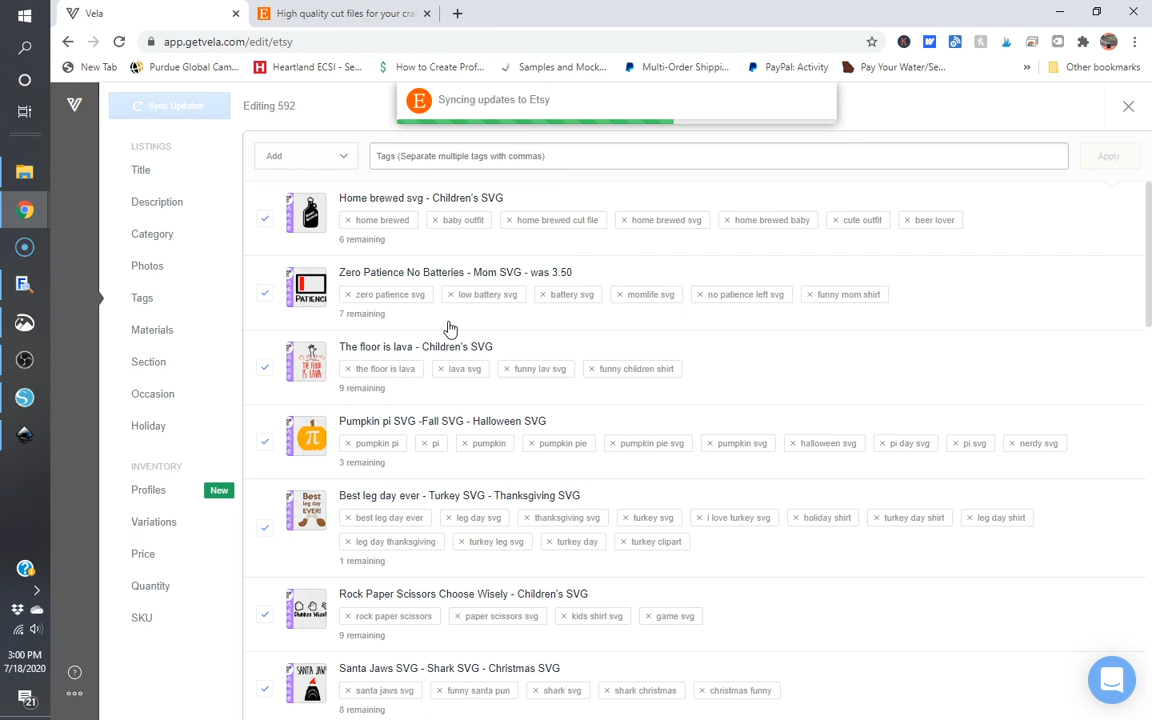 Vela
High quality cut files for your cra
app.getvela.com/edit/etsy
New Tab
Purdue Global Cam...
Heartland ECSI - Se...
How to Create Prof...
Samples and Mock...
Multi-Order Shippi...
PayPal: Activity
Pay Your Water/Se...
Other bookmarks
Sync Updates
Editing 592
Syncing updates to Etsy
Add
Tags (Separate multiple tags with commas)
Apply
LISTINGS
Title
Description
Category
Photos
Tags
Materials
Section
Occasion
Holiday
INVENTORY
Profiles New
Variations
Price
Quantity
SKU
Home brewed svg - Children's SVG
home brewed baby outfit home brewed cut file home brewed svg home brewed baby cute outfit beer lover
6 remaining
Zero Patience No Batteries - Mom SVG - was 3.50
zero patience svg low battery svg battery svg momlife svg no patience left svg funny mom shirt
7 remaining
The floor is lava - Children's SVG
the floor is lava lava svg funny lav svg funny children shirt
9 remaining
Pumpkin pi SVG -Fall SVG - Halloween SVG
pumpkin pi pi pumpkin pumpkin pie pumpkin pie svg pumpkin svg halloween svg pi day svg pi svg nerdy svg
3 remaining
Best leg day ever - Turkey SVG - Thanksgiving SVG
best leg day ever leg day svg thanksgiving svg turkey svg i love turkey svg holiday shirt turkey day shirt leg day shirt
leg day thanksgiving turkey leg svg turkey day turkey clipart
1 remaining
Rock Paper Scissors Choose Wisely - Children's SVG
rock paper scissors paper scissors svg kids shirt svg game svg
9 remaining
Santa Jaws SVG - Shark SVG - Christmas SVG
santa jaws svg funny santa pun shark svg shark christmas christmas funny
8 remaining
PATIENCE
THE FLOOR IS LAVA
Best leg day EVER!
3:00 PM
7/18/2020
21